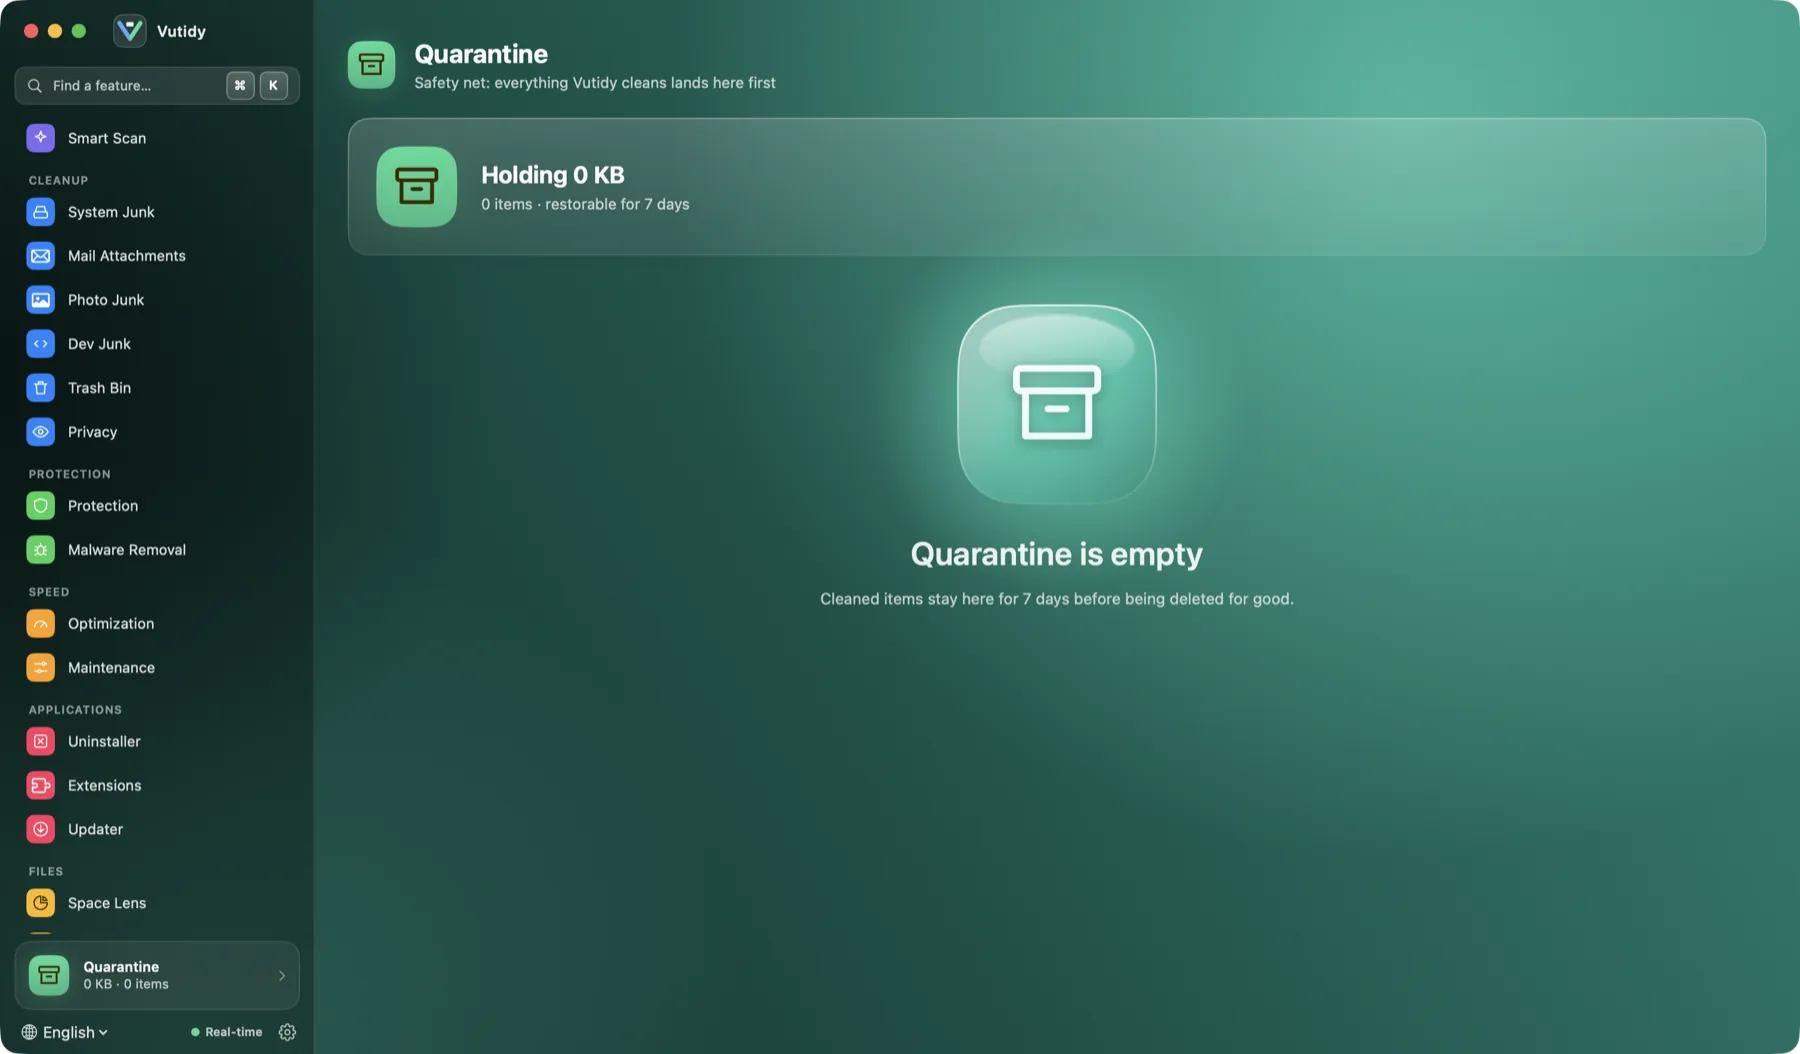 Vutidy
Find a feature... ⌘ K
Smart Scan
CLEANUP
System Junk
Mail Attachments
Photo Junk
Dev Junk
Trash Bin
Privacy
PROTECTION
Protection
Malware Removal
SPEED
Optimization
Maintenance
APPLICATIONS
Uninstaller
Extensions
Updater
FILES
Space Lens
Quarantine
0 KB · 0 items
English
Real-time
Quarantine
Safety net: everything Vutidy cleans lands here first
Holding 0 KB
0 items · restorable for 7 days
Quarantine is empty
Cleaned items stay here for 7 days before being deleted for good.